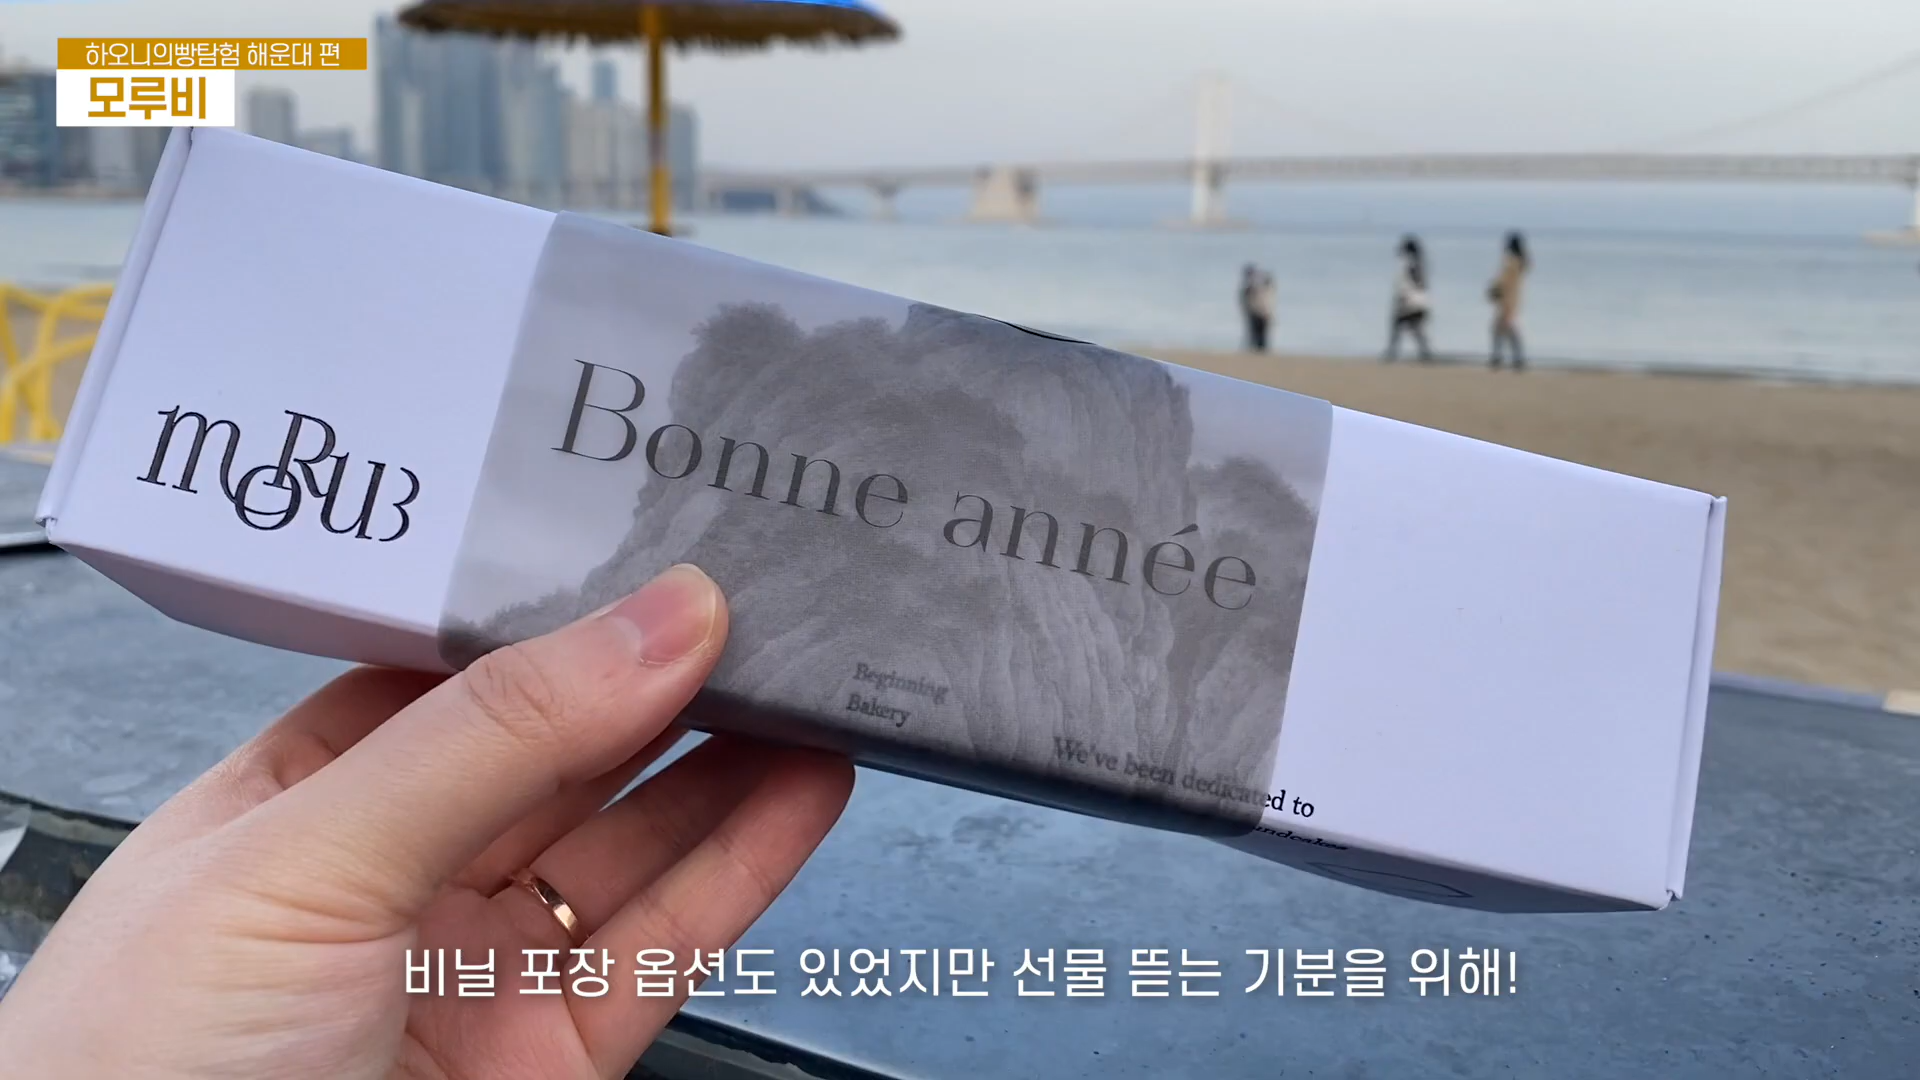 하오니의빵탐험 해운대 편
모루비
moRuB
Bonne année
Beginning
Bakery
We've been dedicated to
비닐 포장 옵션도 있었지만 선물 뜯는 기분을 위해!